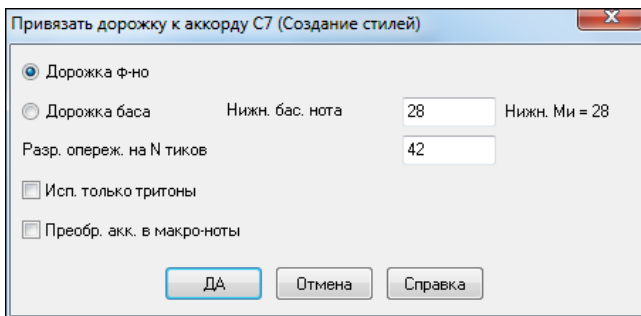 Привязать дорожку к аккорду C7 (Создание стилей)
Дорожка ф-но
Дорожка баса Нижн. бас. нота 28 Нижн. Ми = 28
Разр. опереж. на N тиков 42
Исп. только тритоны
Преобр. акк. в макро-ноты
ДА Отмена Справка